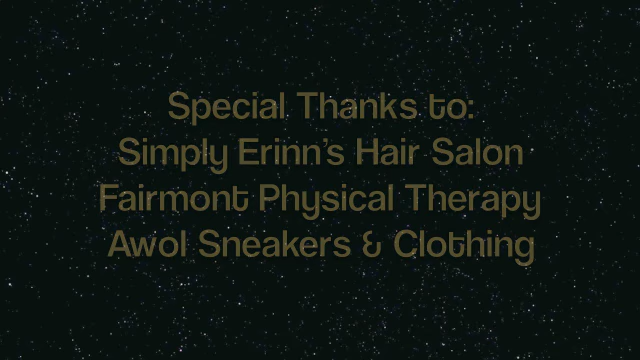 Special Thanks to:
Simply Erinn's Hair Salon
Fairmont Physical Therapy
Awol Sneakers & Clothing